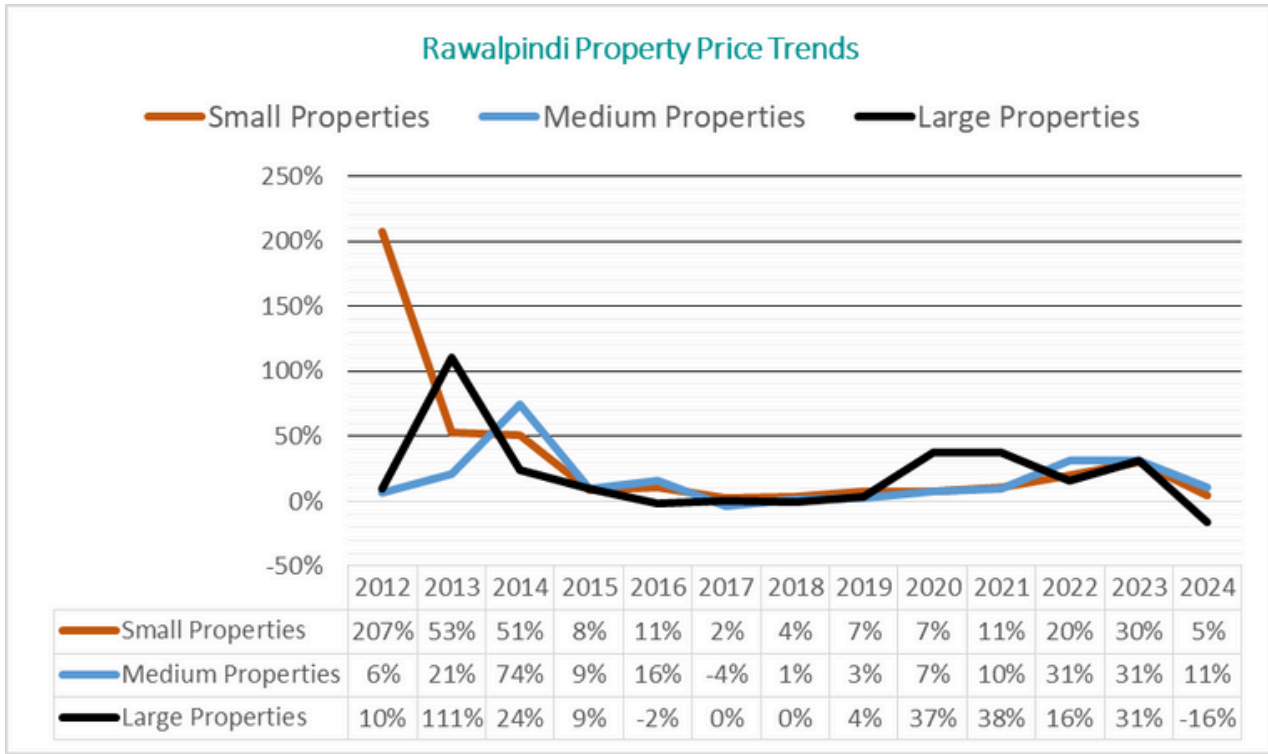 Rawalpindi Property Price Trends
Small Properties Medium Properties Large Properties
250%
200%
150%
100%
50%
0%
-50%
2012 2013 2014 2015 2016 2017 2018 2019 2020 2021 2022 2023 2024
Small Properties 207% 53% 51% 8% 11% 2% 4% 7% 7% 11% 20% 30% 5%
Medium Properties 6% 21% 74% 9% 16% -4% 1% 3% 7% 10% 31% 31% 11%
Large Properties 10% 111% 24% 9% -2% 0% 0% 4% 37% 38% 16% 31% -16%